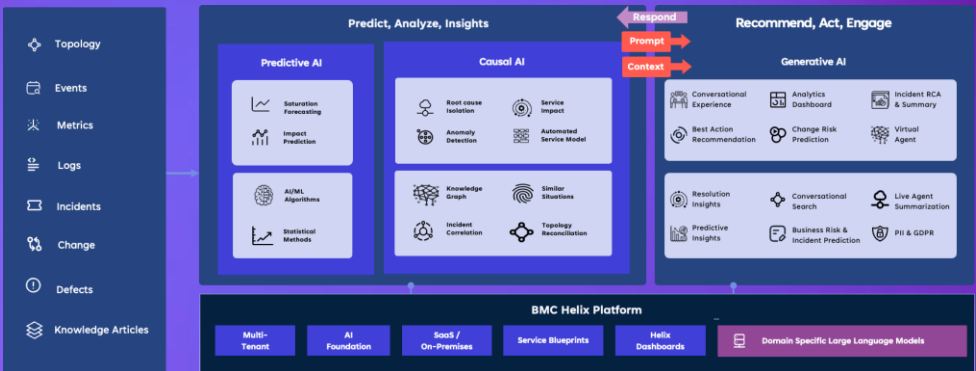 Topology
Events
Metrics
Logs
Incidents
Change
Defects
Knowledge Articles
Predict, Analyze, Insights
Predictive AI
Saturation
Forecasting
Impact
Prediction
AI/ML
Algorithms
Statistical
Methods
Causal AI
Root cause
Isolation
Service
Impact
Anomaly
Detection
Automated
Service Model
Knowledge
Graph
Similar
Situations
Incident
Correlation
Topology
Reconciliation
Respond
Prompt
Context
Recommend, Act, Engage
Generative AI
Conversational
Experience
Analytics
Dashboard
Incident RCA
& Summary
Best Action
Recommendation
Change Risk
Prediction
Virtual
Agent
Resolution
Insights
Conversational
Search
Live Agent
Summarization
Predictive
Insights
Business Risk &
Incident Prediction
PII & GDPR
BMC Helix Platform
Multi-
Tenant
AI
Foundation
SaaS /
On-Premises
Service Blueprints
Helix
Dashboards
Domain Specific Large Language Models